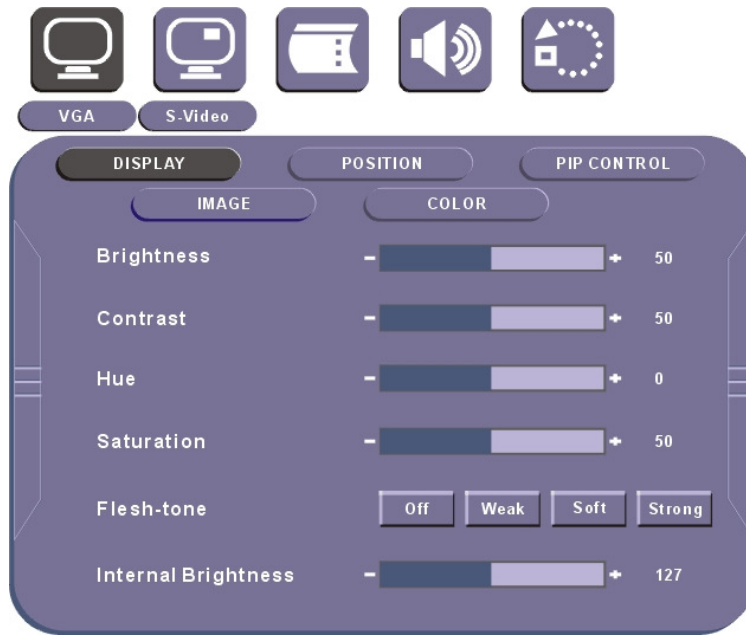 VGA S-Video
DISPLAY POSITION PIP CONTROL
IMAGE COLOR
Brightness - + 50
Contrast - + 50
Hue - + 0
Saturation - + 50
Flesh-tone Off Weak Soft Strong
Internal Brightness - + 127